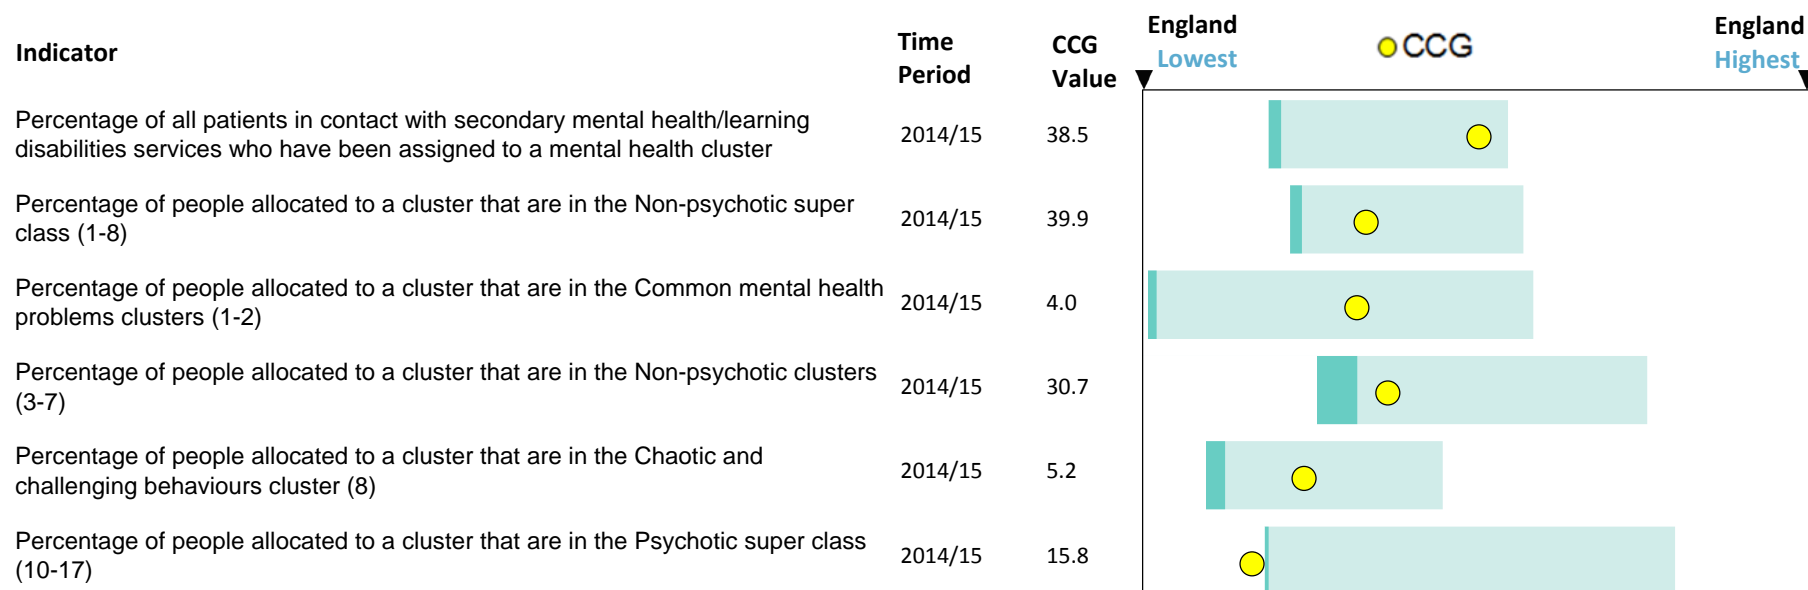 Indicator
Time
Period
CCG
Value
England
Lowest
CCG
England
Highest
Percentage of all patients in contact with secondary mental health/learning
disabilities services who have been assigned to a mental health cluster
2014/15
38.5
Percentage of people allocated to a cluster that are in the Non-psychotic super
class (1-8)
2014/15
39.9
Percentage of people allocated to a cluster that are in the Common mental health
problems clusters (1-2)
2014/15
4.0
Percentage of people allocated to a cluster that are in the Non-psychotic clusters
(3-7)
2014/15
30.7
Percentage of people allocated to a cluster that are in the Chaotic and
challenging behaviours cluster (8)
2014/15
5.2
Percentage of people allocated to a cluster that are in the Psychotic super class
(10-17)
2014/15
15.8